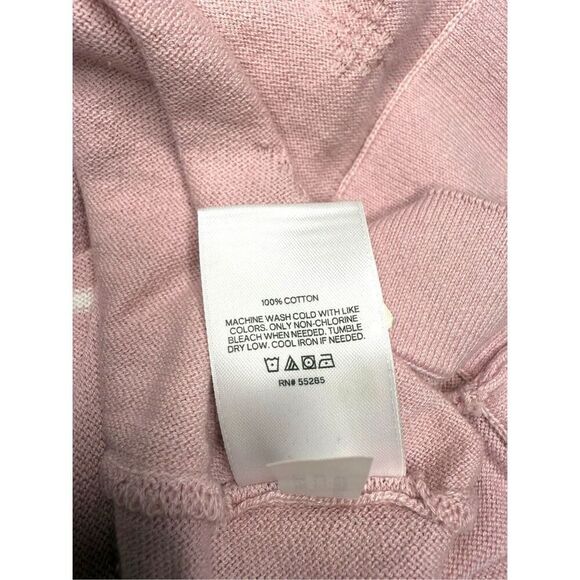 100% COTTON
MACHINE WASH COLD WITH LIKE
COLORS. ONLY NON-CHLORINE
BLEACH WHEN NEEDED. TUMBLE
DRY LOW. COOL IRON IF NEEDED.
RN# 55285